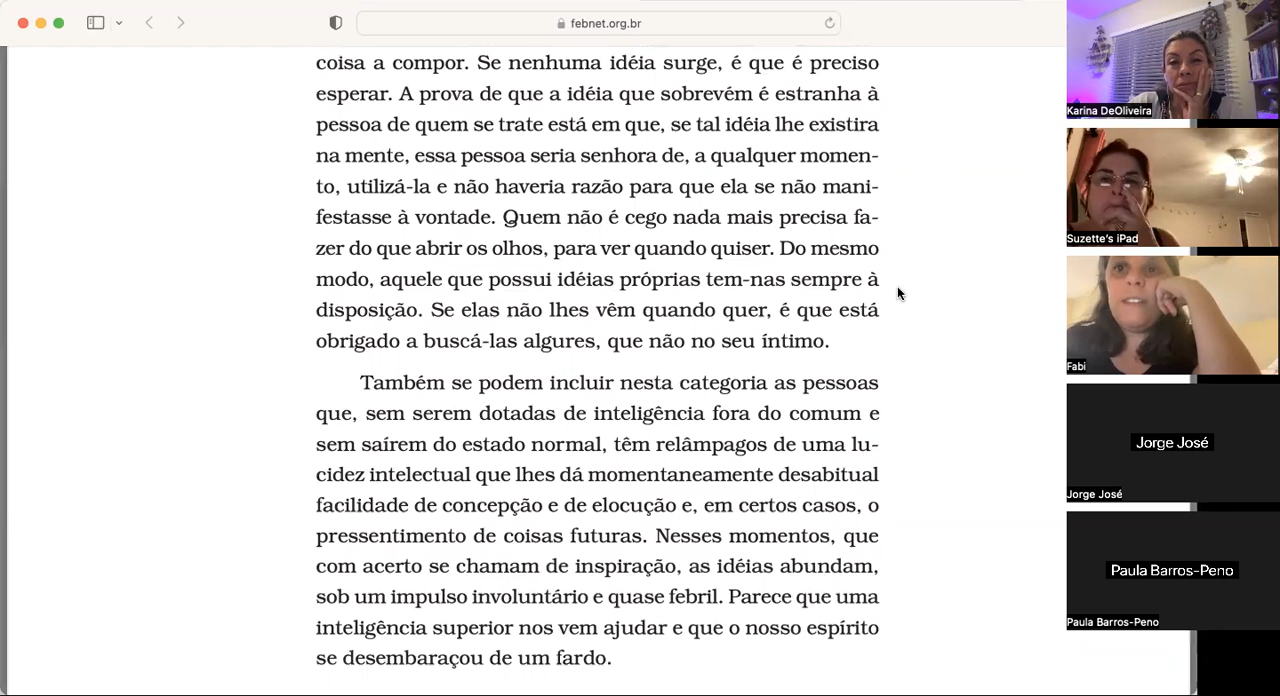 febnet.org.br
coisa a compor. Se nenhuma idéia surge, é que é preciso
esperar. A prova de que a idéia que sobrevém é estranha à
pessoa de quem se trate está em que, se tal idéia lhe existira
na mente, essa pessoa seria senhora de, a qualquer momen-
to, utilizá-la e não haveria razão para que ela se não mani-
festasse à vontade. Quem não é cego nada mais precisa fa-
zer do que abrir os olhos, para ver quando quiser. Do mesmo
modo, aquele que possui idéias próprias tem-nas sempre à
disposição. Se elas não lhes vêm quando quer, é que está
obrigado a buscá-las algures, que não no seu íntimo.
Também se podem incluir nesta categoria as pessoas
que, sem serem dotadas de inteligência fora do comum e
sem saírem do estado normal, têm relâmpagos de uma lu-
cidez intelectual que lhes dá momentaneamente desabitual
facilidade de concepção e de elocução e, em certos casos, o
pressentimento de coisas futuras. Nesses momentos, que
com acerto se chamam de inspiração, as idéias abundam,
sob um impulso involuntário e quase febril. Parece que uma
inteligência superior nos vem ajudar e que o nosso espírito
se desembaraçou de um fardo.
Karina DeOliveira
Suzette's iPad
Fabi
Jorge José
Jorge José
Paula Barros-Peno
Paula Barros-Peno